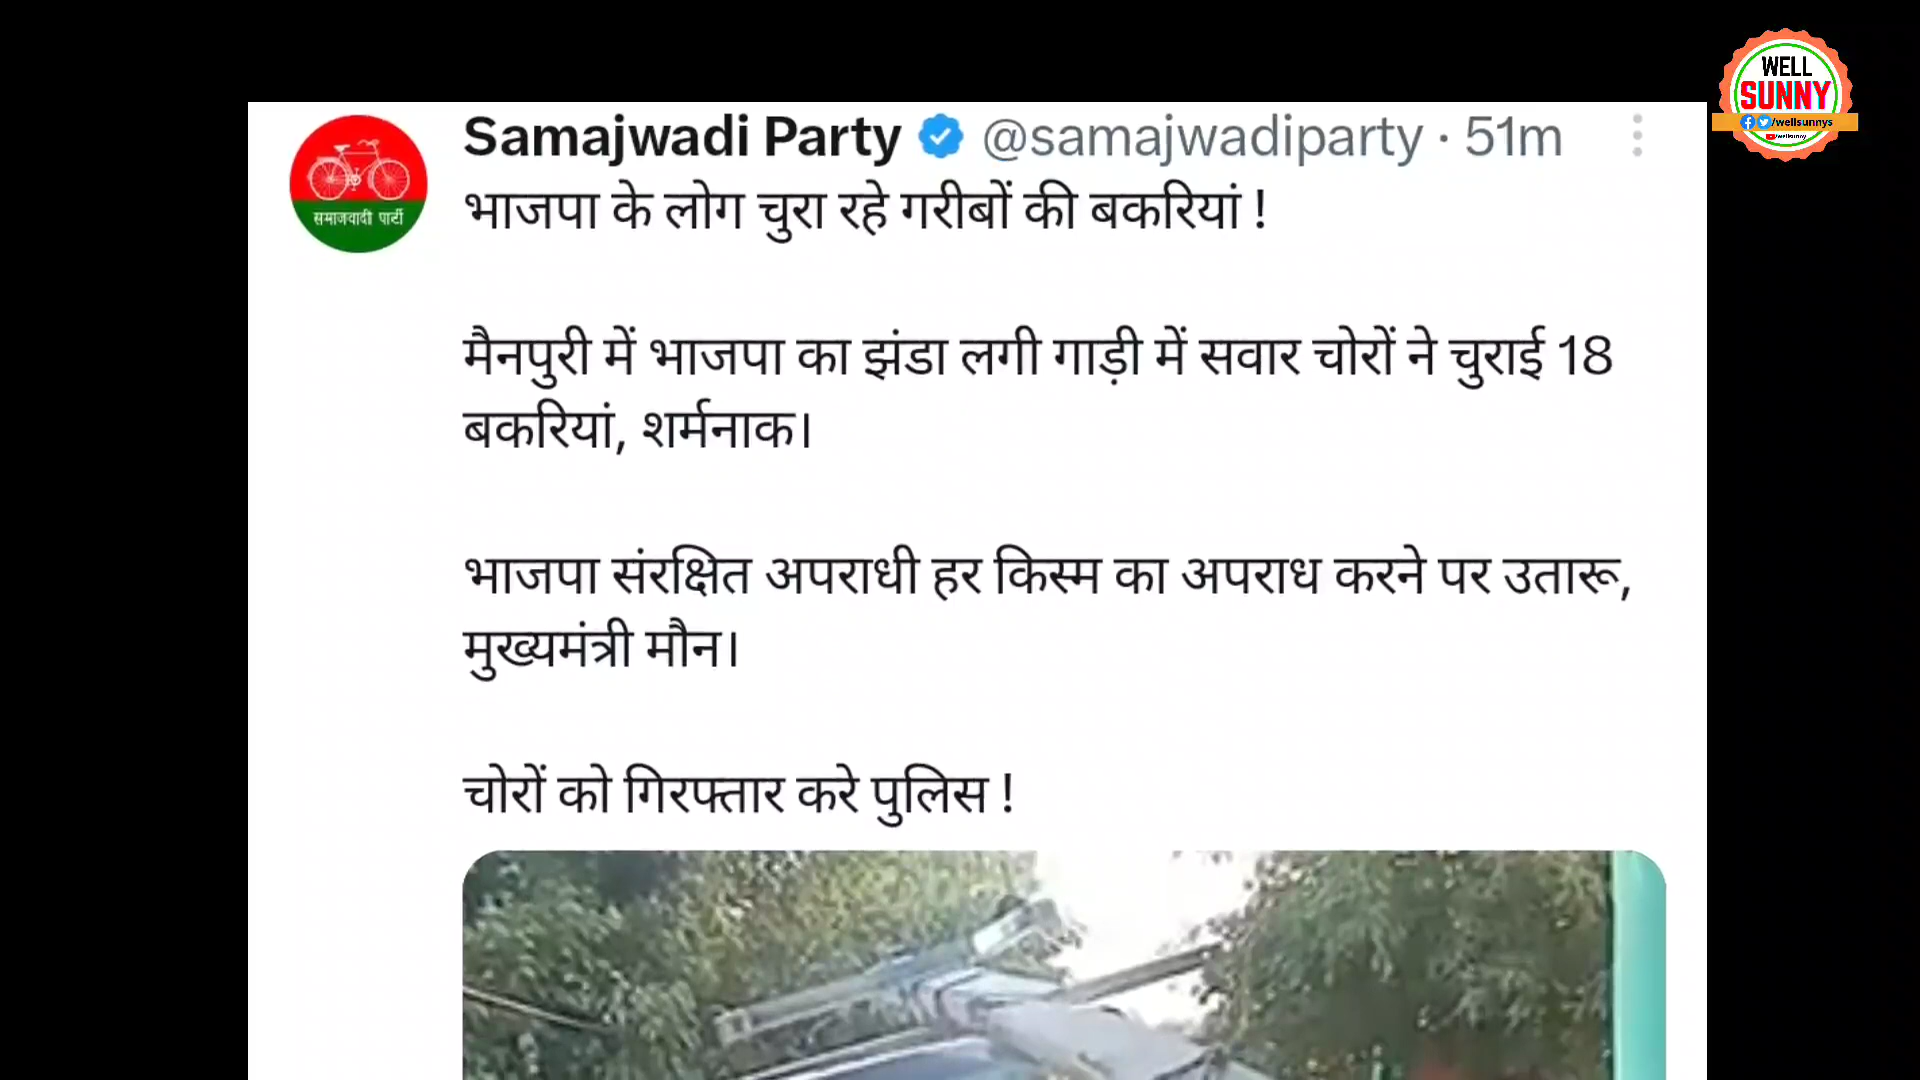 WELL
SUNNY
/wellsunnys
/wellsunny
Samajwadi Party @samajwadiparty · 51m
समाजवादी पार्टी
भाजपा के लोग चुरा रहे गरीबों की बकरियां !
मैनपुरी में भाजपा का झंडा लगी गाड़ी में सवार चोरों ने चुराई 18
बकरियां, शर्मनाक।
भाजपा संरक्षित अपराधी हर किस्म का अपराध करने पर उतारू,
मुख्यमंत्री मौन।
चोरों को गिरफ्तार करे पुलिस !